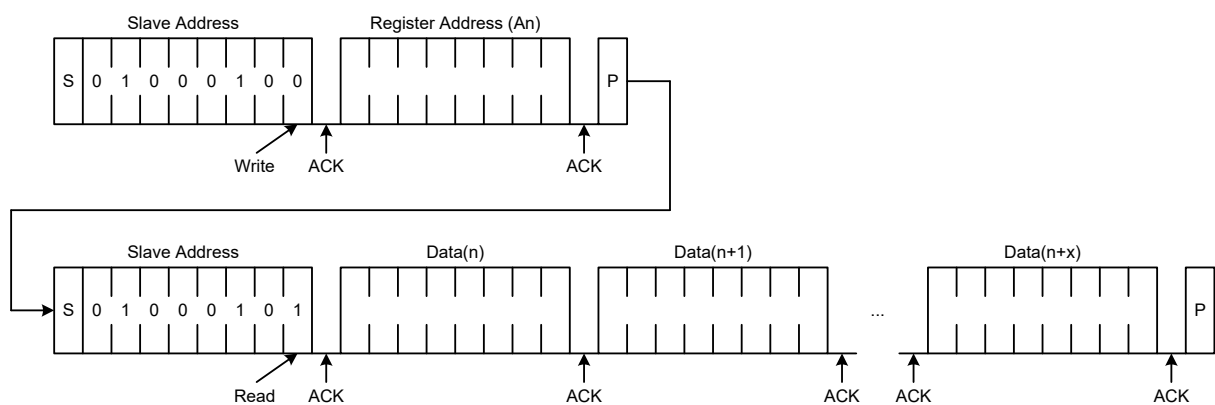 Slave Address Register Address (An)
S 0 1 0 0 0 1 0 0 P
Write ACK ACK
Slave Address Data(n) Data(n+1) Data(n+x)
S 0 1 0 0 0 1 0 1 ... P
Read ACK ACK ACK ACK ACK